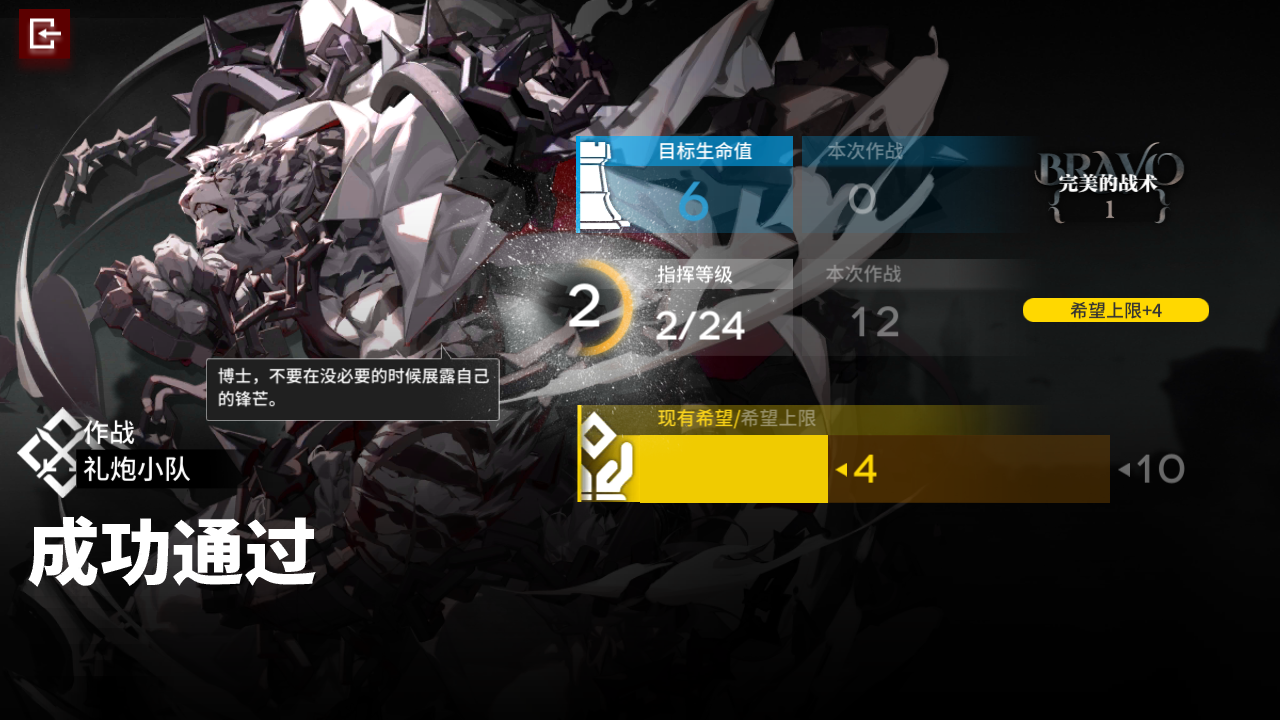 目标生命值
6
本次作战
0
BRAVO
完美的战术
1
2
指挥等级
2/24
本次作战
12
希望上限+4
博士，不要在没必要的时候展露自己
的锋芒。
现有希望/希望上限
4
10
作战
礼炮小队
成功通过